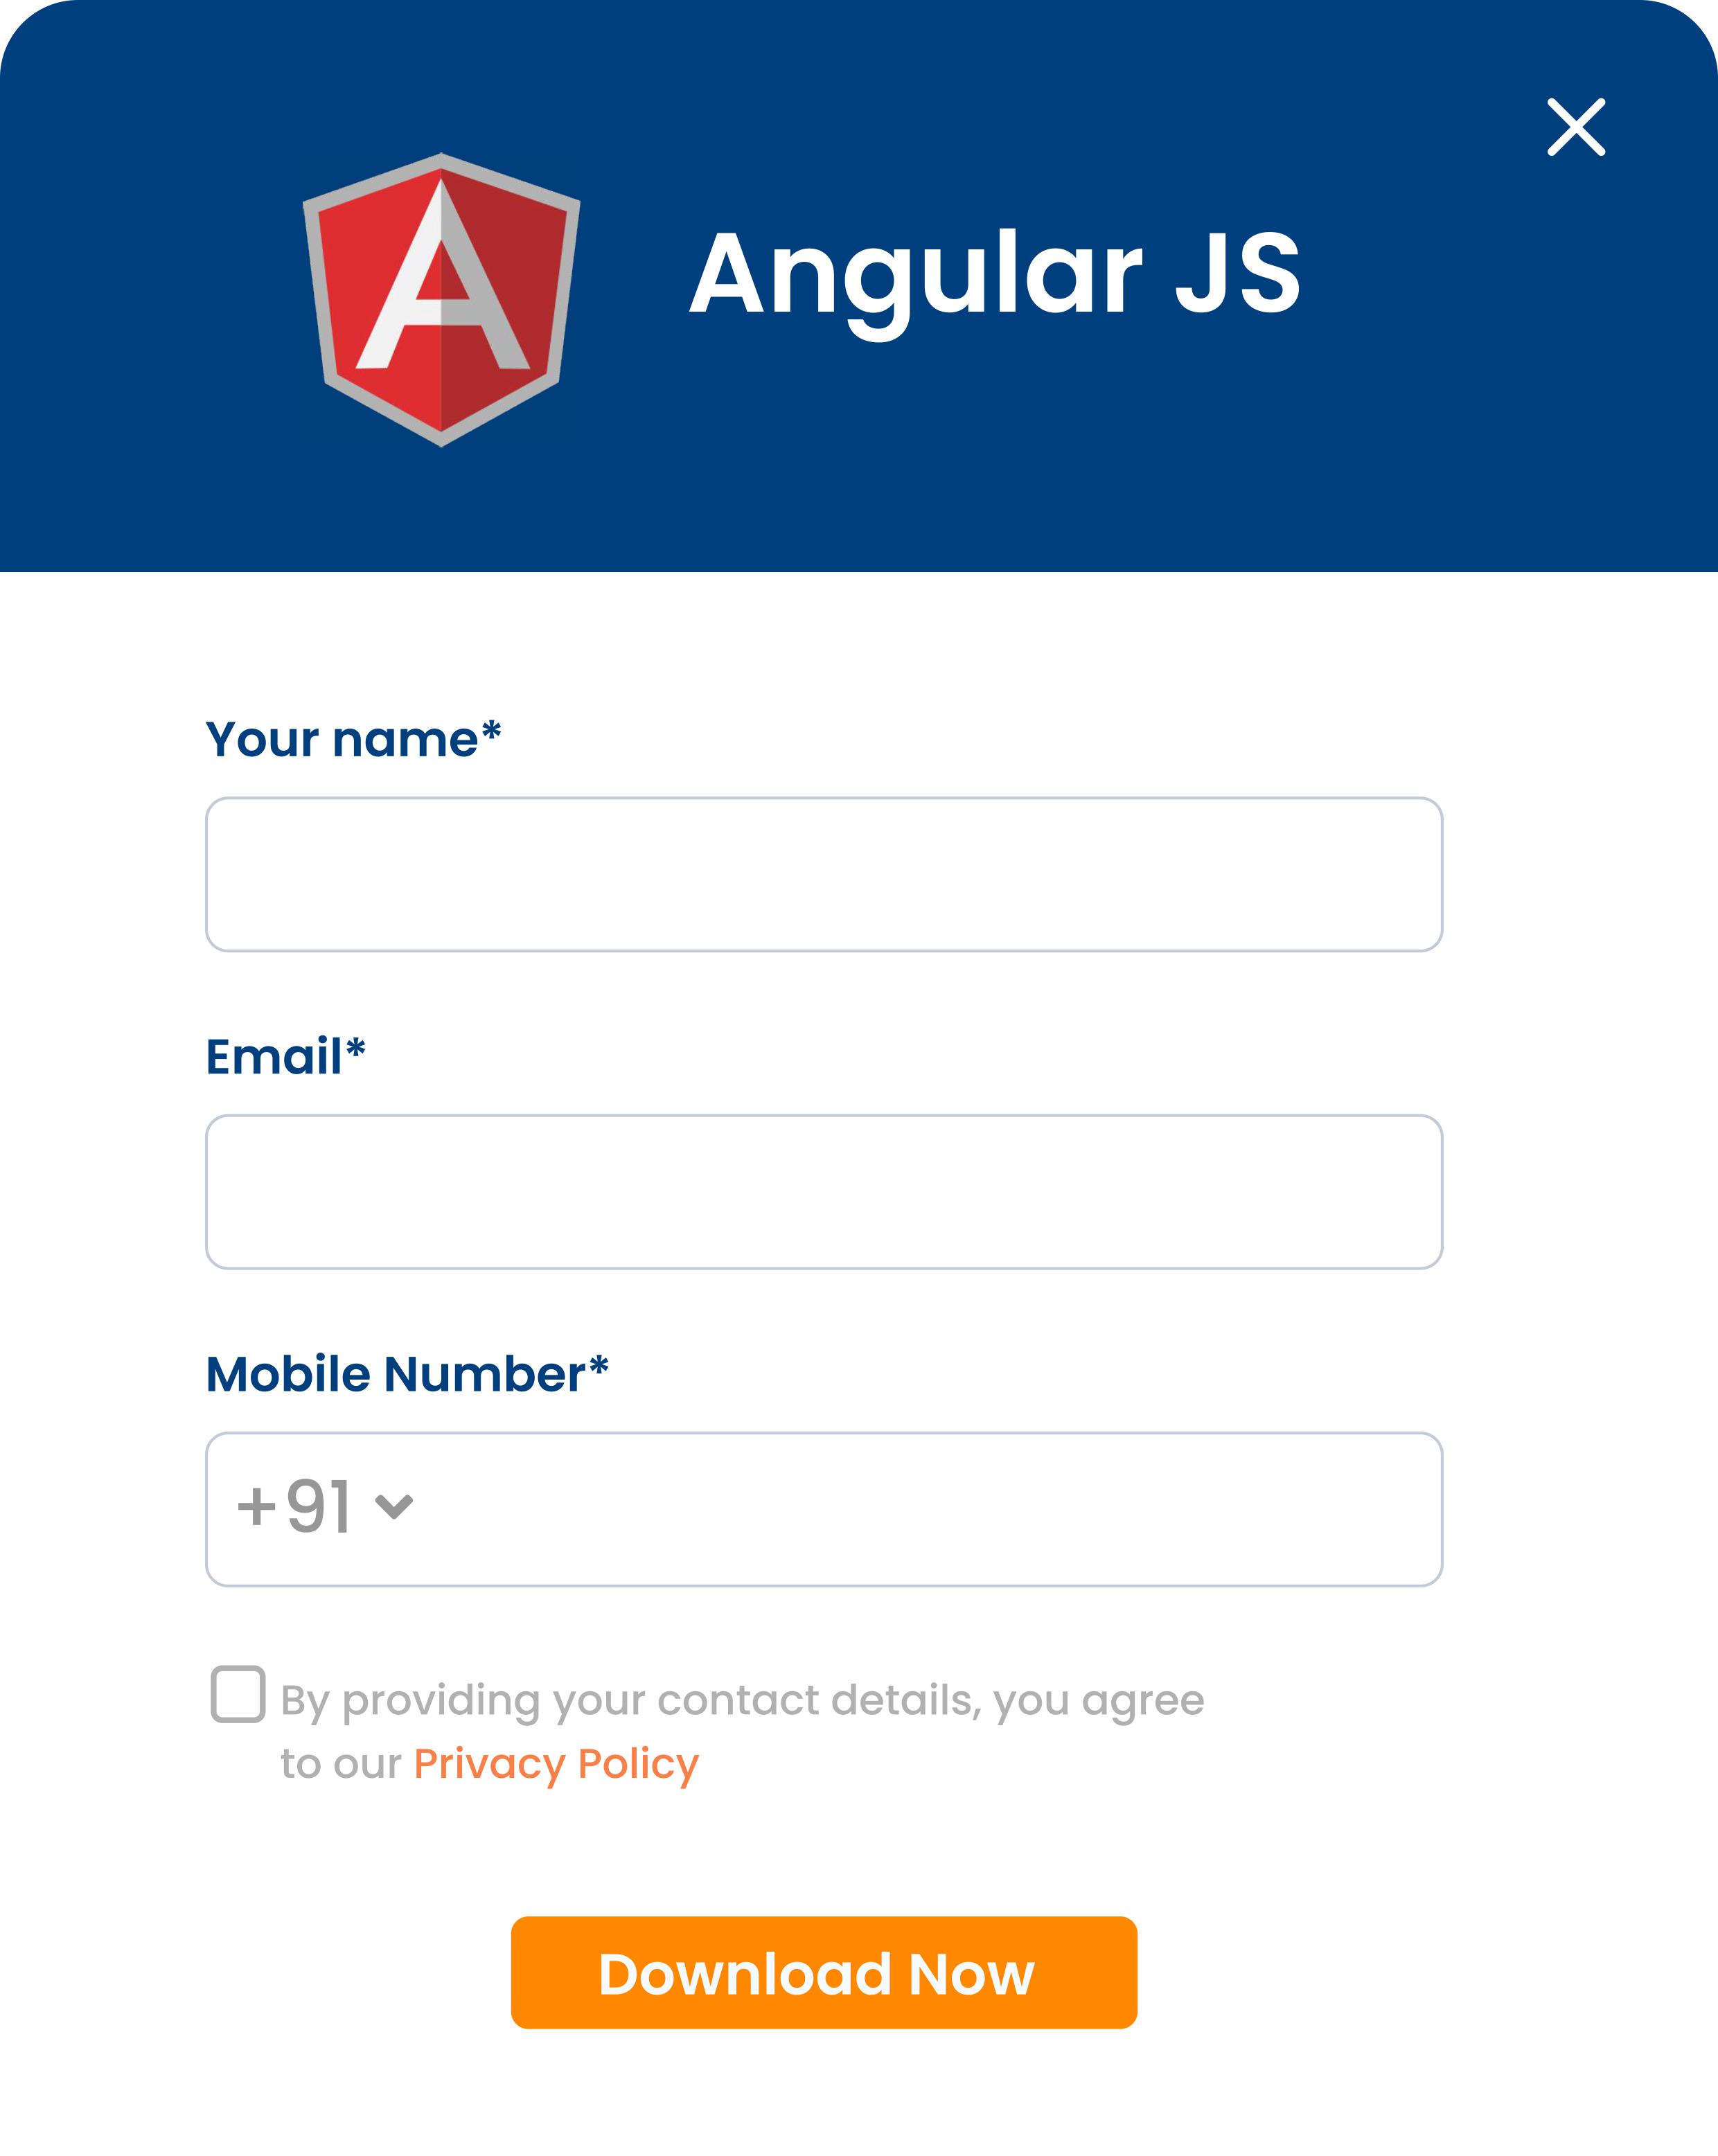 Angular JS
Your name*
Email*
Mobile Number*
+91
By providing your contact details, you agree
to our Privacy Policy
Download Now